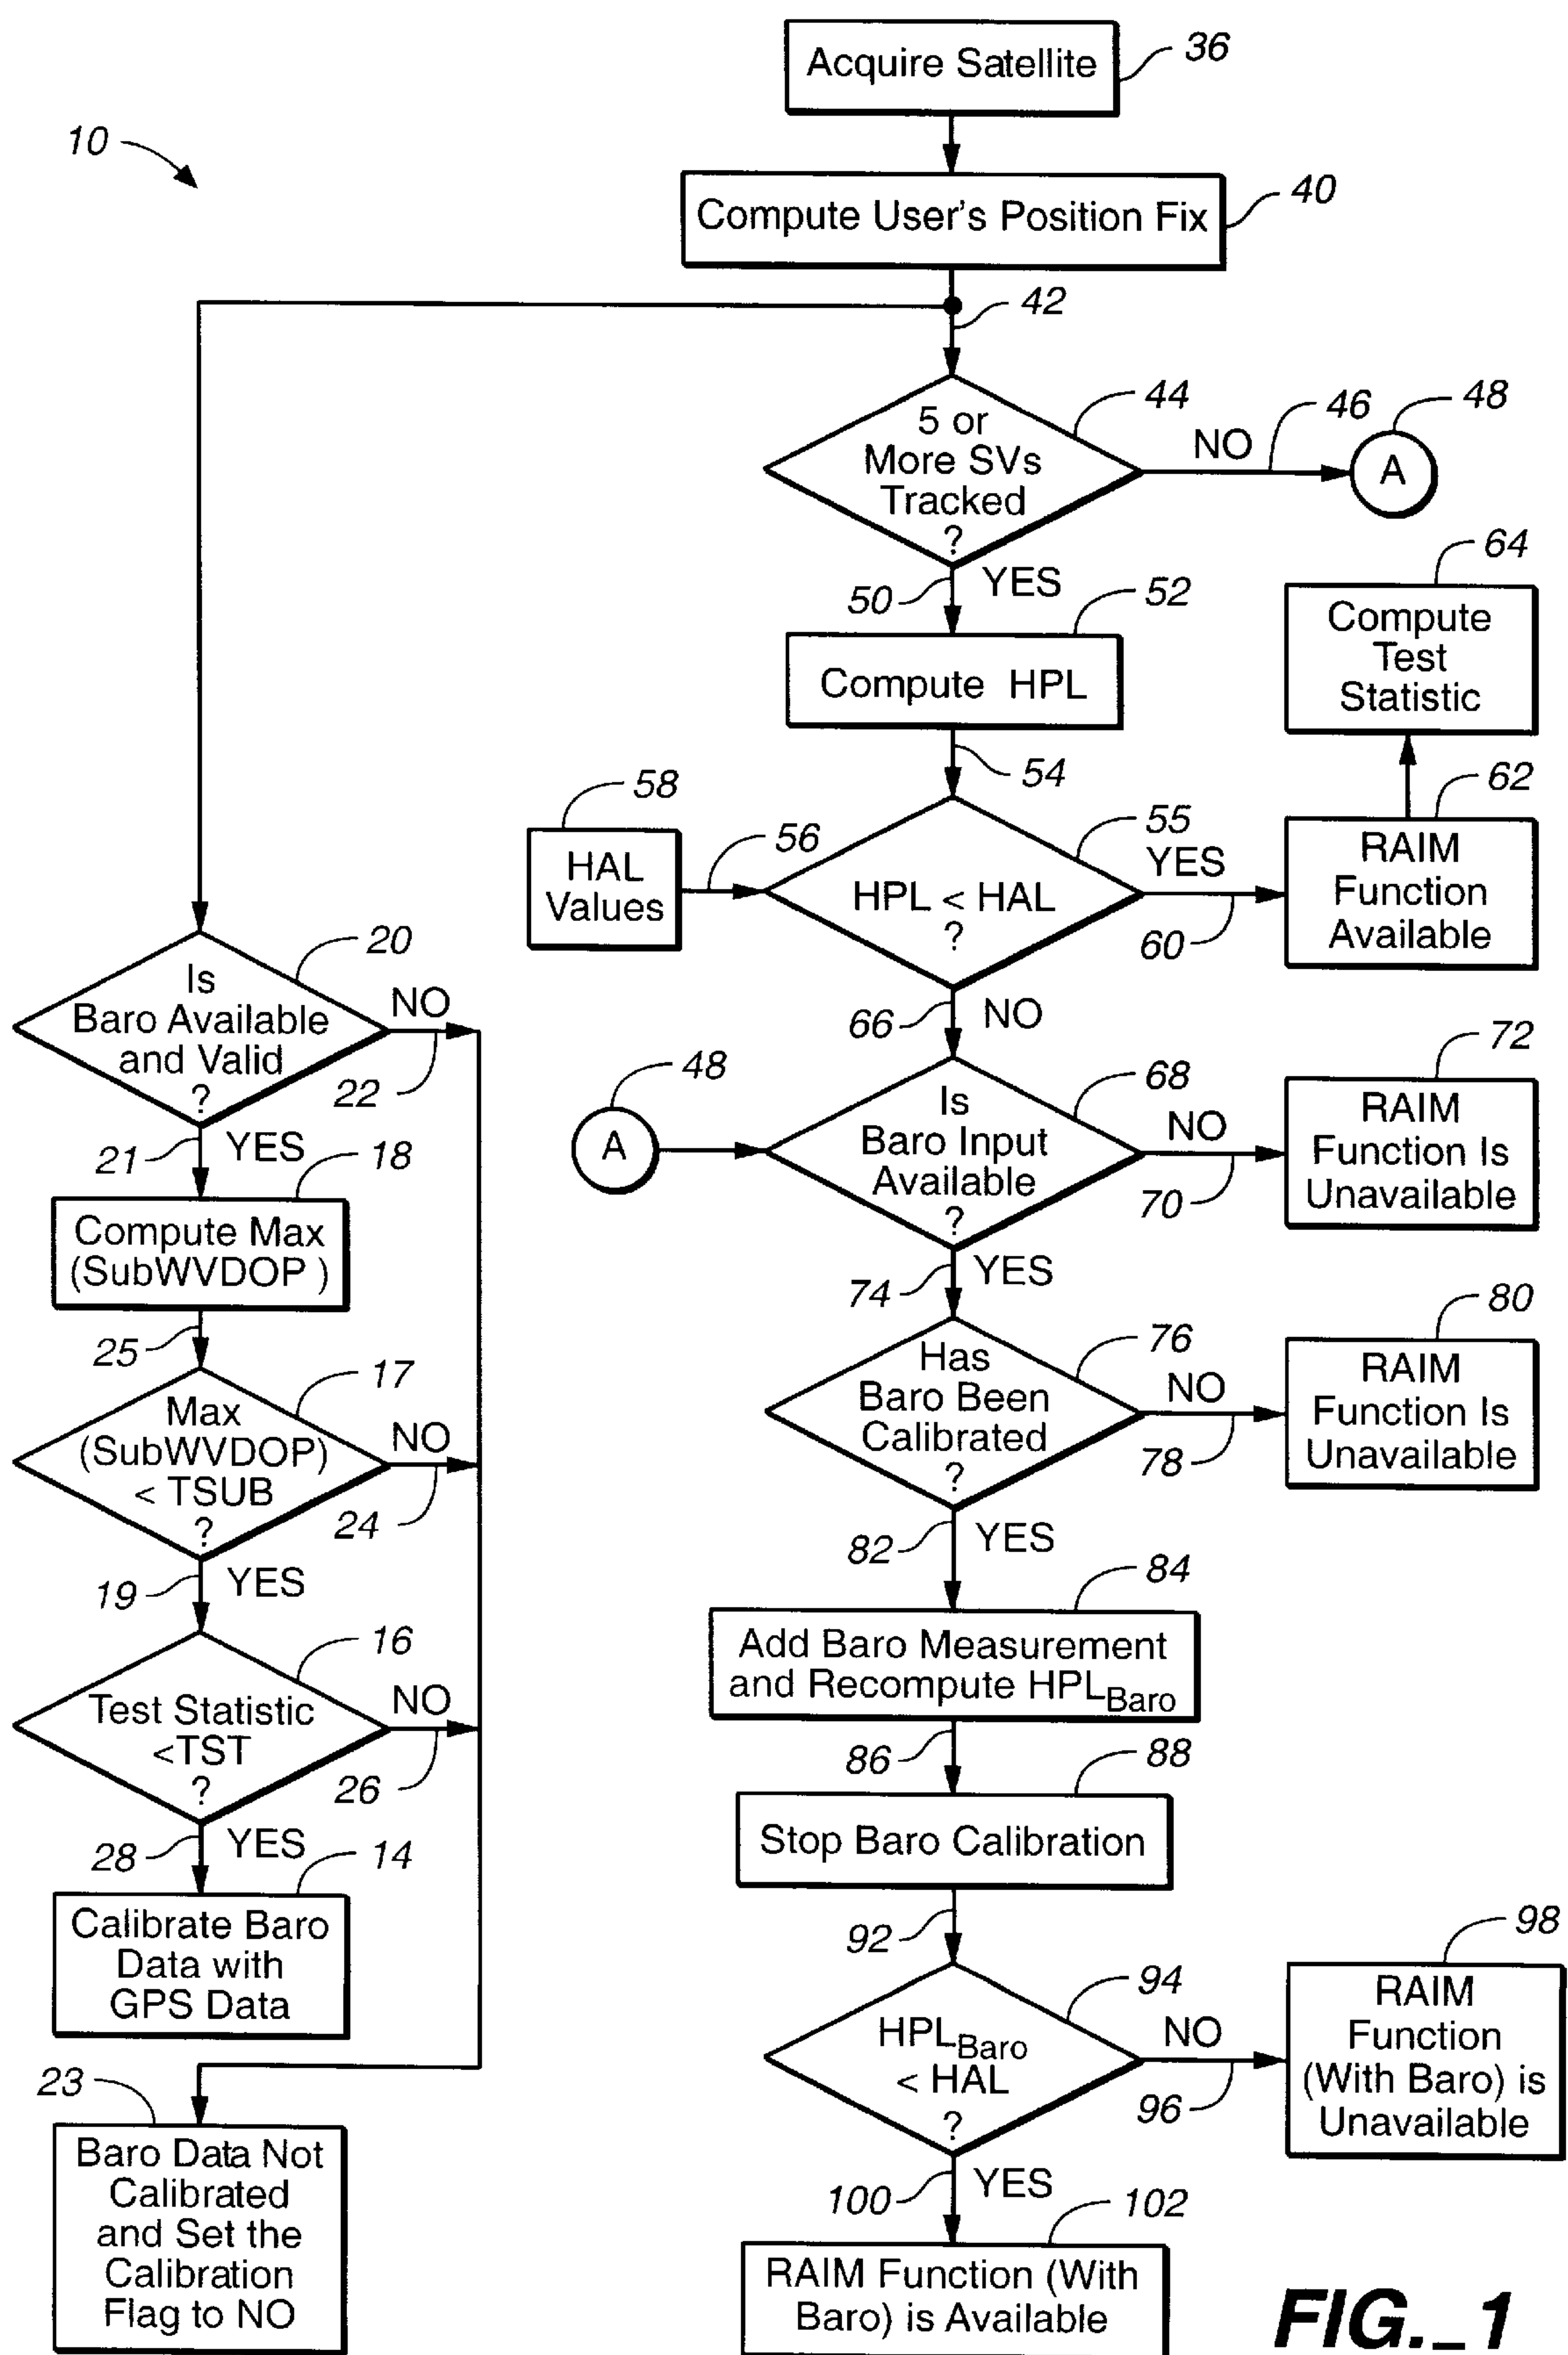 Acquire Satellite
36
10
Compute User's Position Fix
40
42
5 or
More SVs
Tracked
?
44
NO
46
A
48
50
YES
Compute HPL
52
54
Compute
Test
Statistic
64
HAL
Values
58
56
HPL < HAL
?
55
YES
60
RAIM
Function
Available
62
66
NO
Is
Baro Available
and Valid
?
20
NO
22
21
YES
A
48
Is
Baro Input
Available
?
68
NO
70
RAIM
Function Is
Unavailable
72
74
YES
Compute Max
(SubWVDOP )
18
25
Has
Baro Been
Calibrated
?
76
NO
78
RAIM
Function Is
Unavailable
80
82
YES
Max
(SubWVDOP)
< TSUB
?
17
NO
24
19
YES
Add Baro Measurement
and Recompute HPLBaro
84
86
Test Statistic
<TST
?
16
NO
26
28
YES
Stop Baro Calibration
88
92
Calibrate Baro
Data with
GPS Data
14
HPLBaro
< HAL
?
94
NO
96
RAIM
Function
(With Baro) is
Unavailable
98
100
YES
23
Baro Data Not
Calibrated
and Set the
Calibration
Flag to NO
RAIM Function (With
Baro) is Available
102
FIG._1